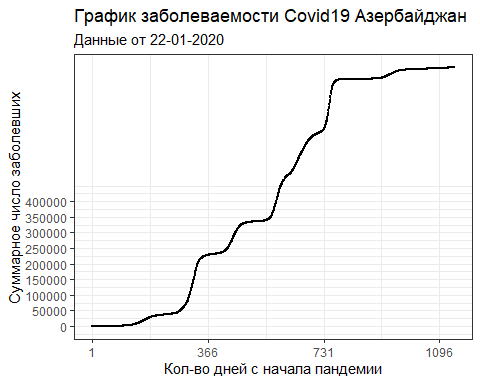 График заболеваемости Covid19 Азербайджан
Данные от 22-01-2020
Суммарное число заболевших
400000
350000
300000
250000
200000
150000
100000
50000
0
1 366 731 1096
Кол-во дней с начала пандемии